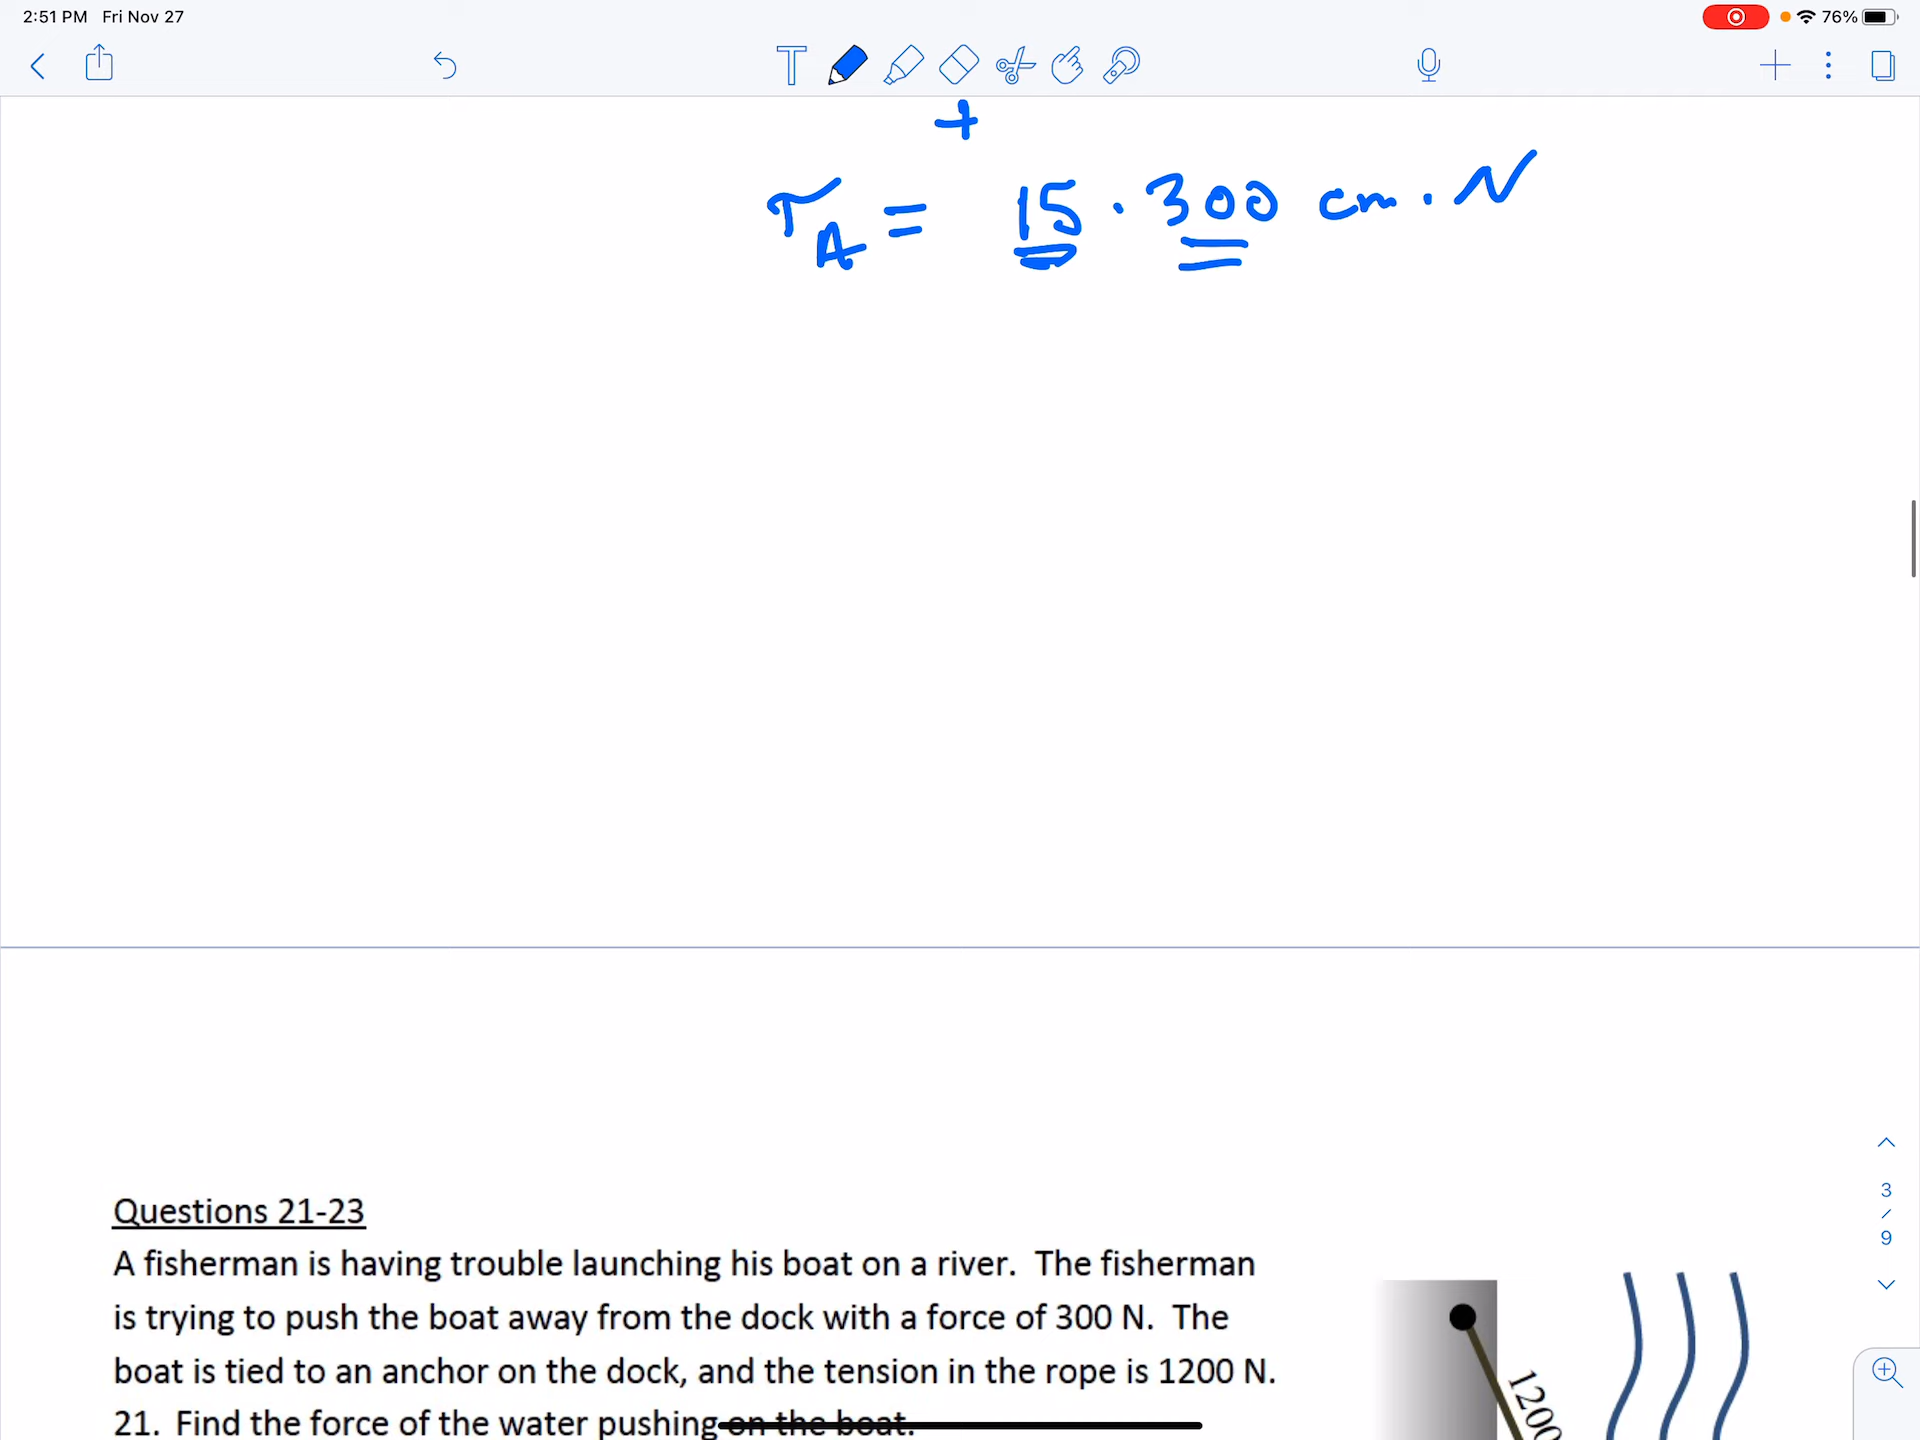 2:51 PM Fri Nov 27
76%
T
+
τA = 15 · 300 cm · N
3
/
9
Questions 21-23
A fisherman is having trouble launching his boat on a river. The fisherman
is trying to push the boat away from the dock with a force of 300 N. The
boat is tied to an anchor on the dock, and the tension in the rope is 1200 N.
21. Find the force of the water pushing on the boat.
1200